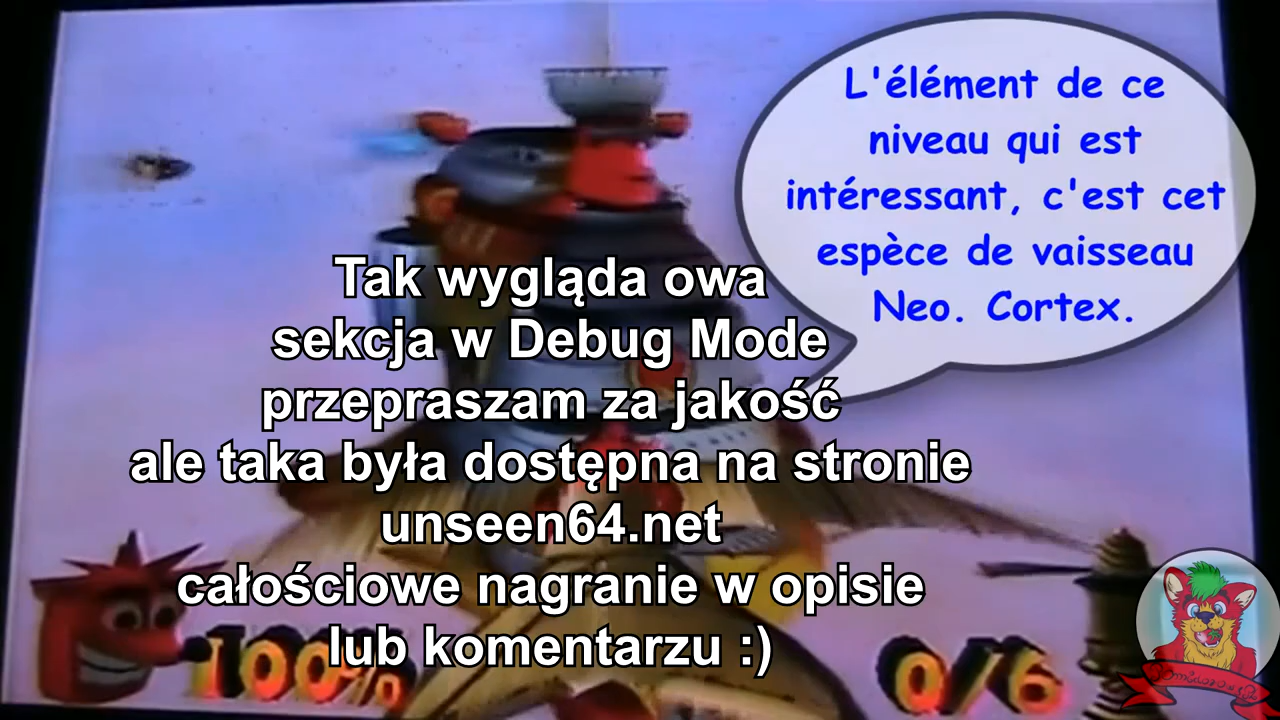 L'élément de ce
niveau qui est
intéressant, c'est cet
espèce de vaisseau
Neo. Cortex.
Tak wygląda owa
sekcja w Debug Mode
przepraszam za jakość
ale taka była dostępna na stronie
unseen64.net
całościowe nagranie w opisie
lub komentarzu :)
100%
0/6